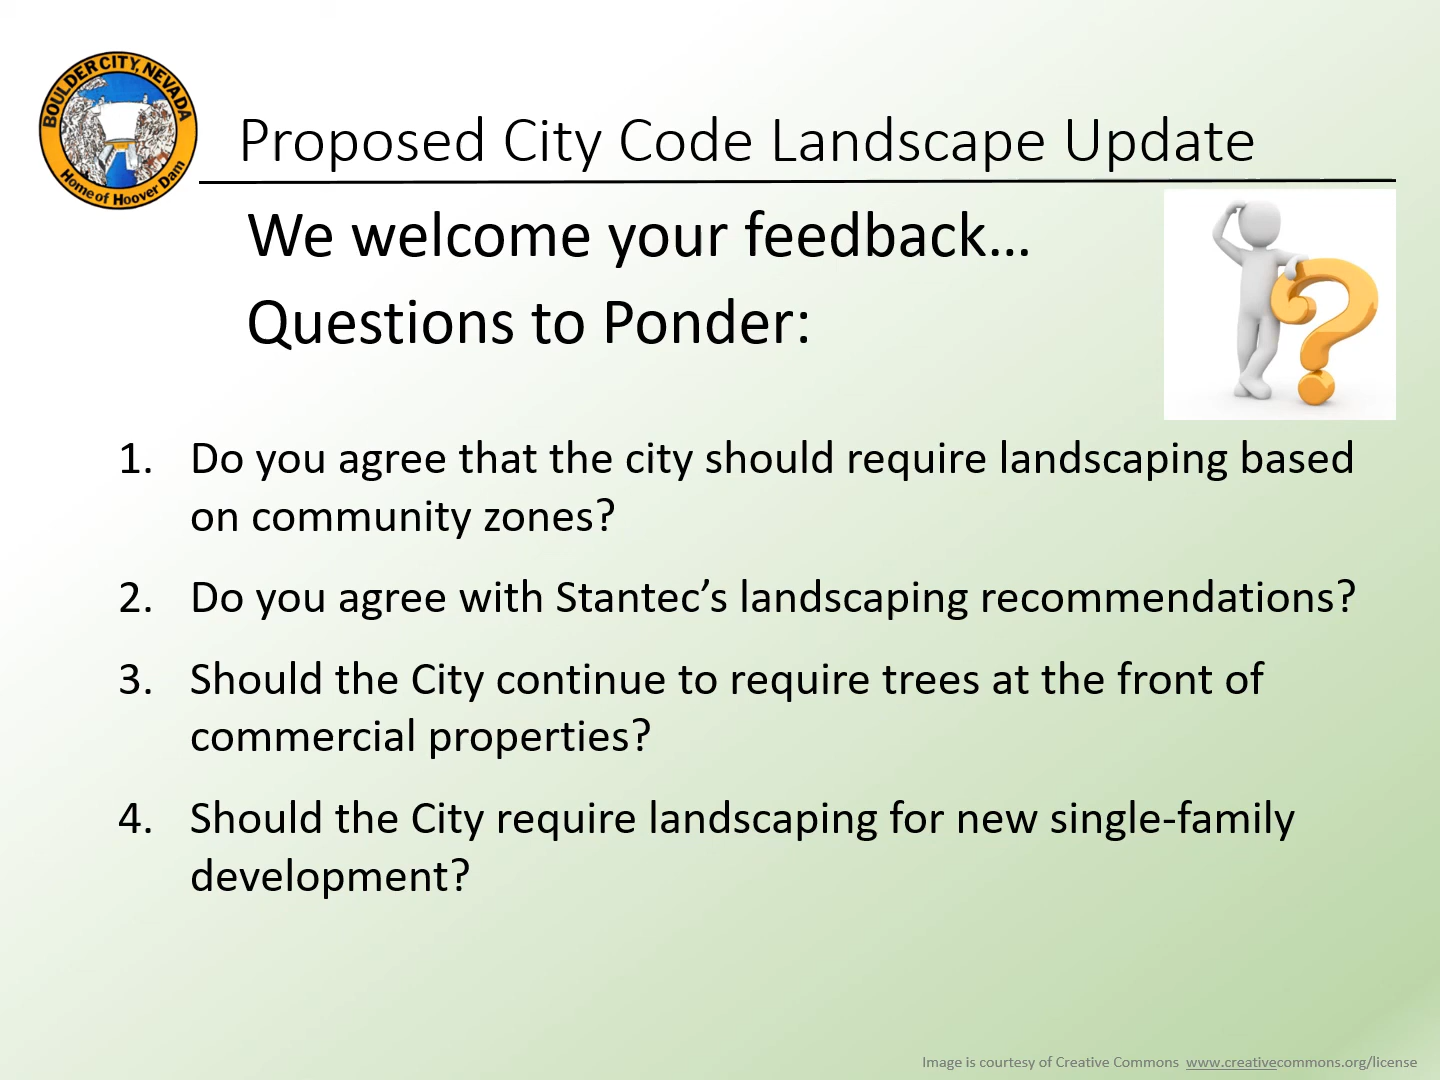 BOULDER CITY, NEVADA
Home of Hoover Dam
Proposed City Code Landscape Update
We welcome your feedback…
Questions to Ponder:
1. Do you agree that the city should require landscaping based
on community zones?
2. Do you agree with Stantec’s landscaping recommendations?
3. Should the City continue to require trees at the front of
commercial properties?
4. Should the City require landscaping for new single-family
development?
Image is courtesy of Creative Commons www.creativecommons.org/license